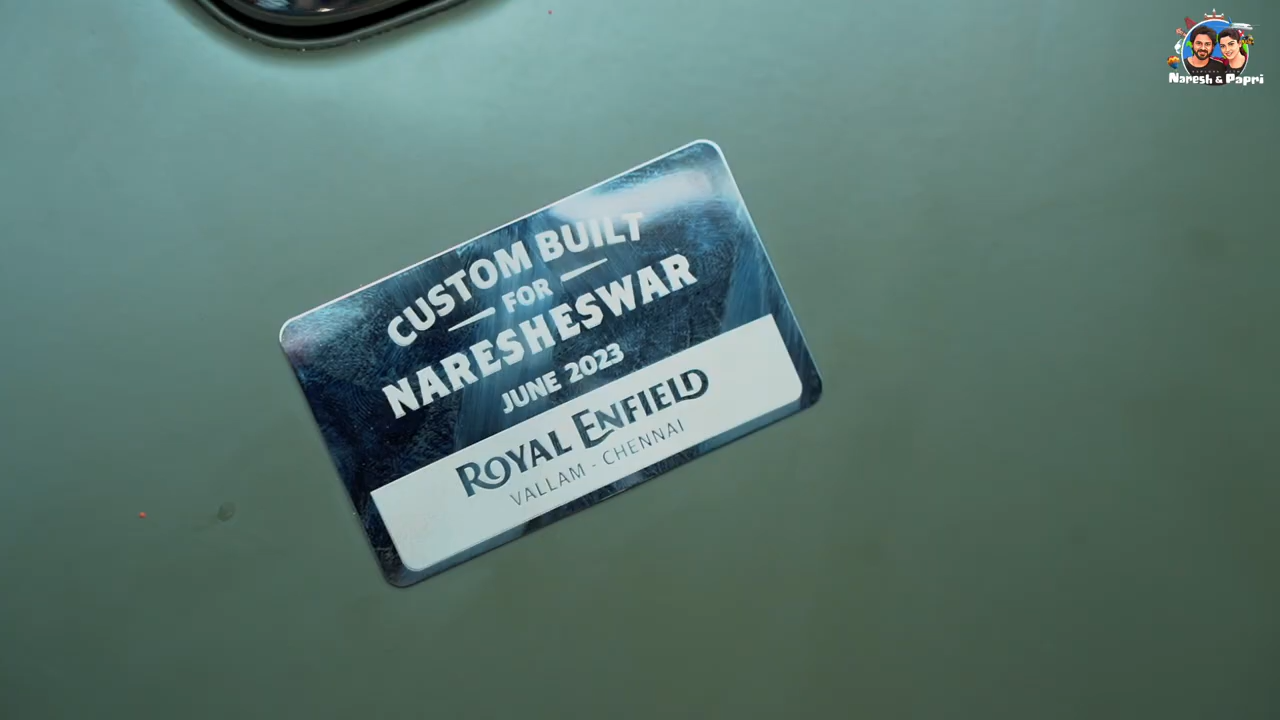 CUSTOM BUILT
FOR
NARESHESWAR
JUNE 2023
ROYAL ENFIELD
VALLAM - CHENNAI
Naresh & Papri